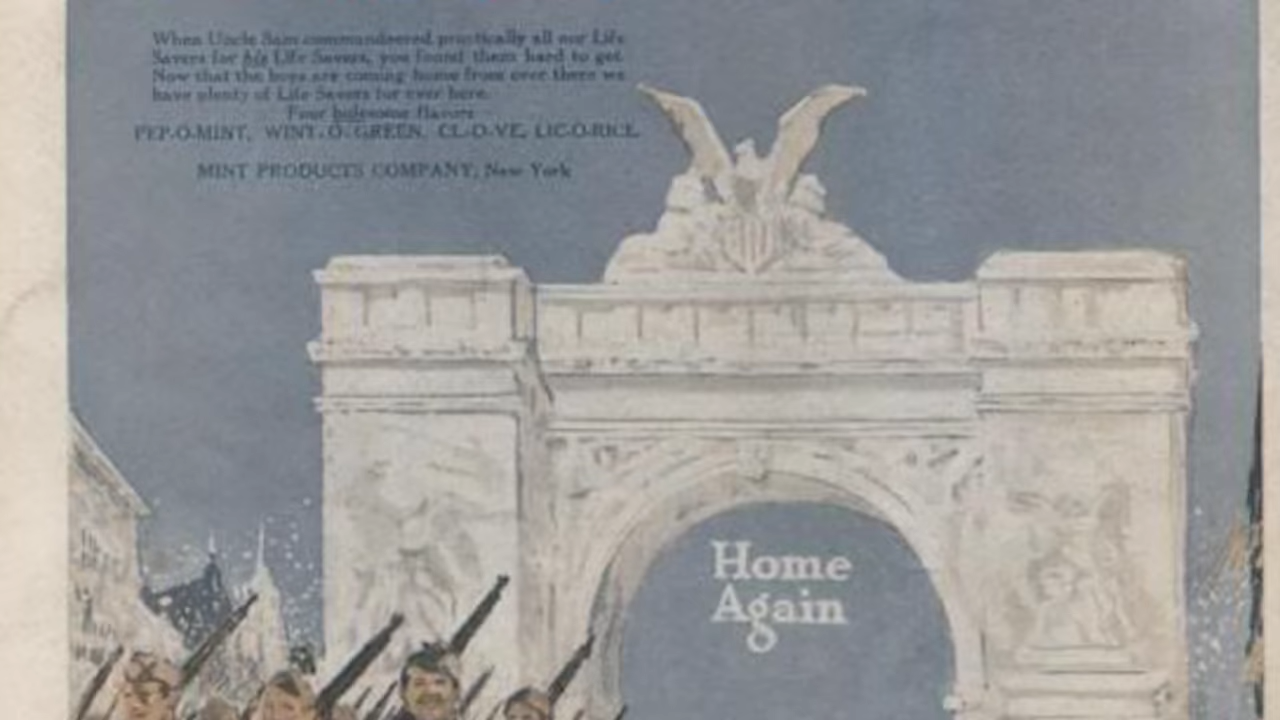 When Uncle Sam commandeered practically all our Life
Savers for his Life Savers, you found them hard to get.
Now that the boys are coming home from over there we
have plenty of Life Savers for over here.
Four holesome flavors
PEP-O-MINT, WINT-O-GREEN, CL-O-VE, LIC-O-RICE
MINT PRODUCTS COMPANY, New York
Home
Again